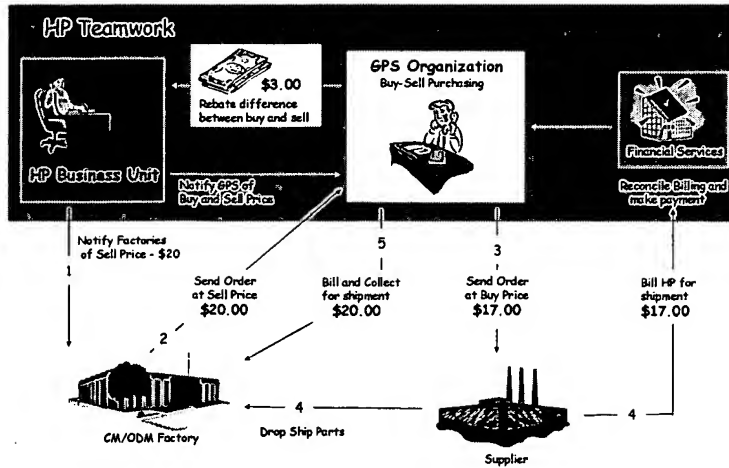 HP Teamwork
$3.00
Rebate difference
between buy and sell
GPS Organization
Buy-Sell Purchasing
HP Business Unit
Notify GPS of
Buy and Sell Price
Financial Services
Reconcile Billing and
make payment
1
Notify Factories
of Sell Price - $20
Send Order
at Sell Price
$20.00
2
5
Bill and Collect
for shipment
$20.00
3
Send Order
at Buy Price
$17.00
Bill HP for
shipment
$17.00
4
Drop Ship Parts
4
CM/ODM Factory
Supplier